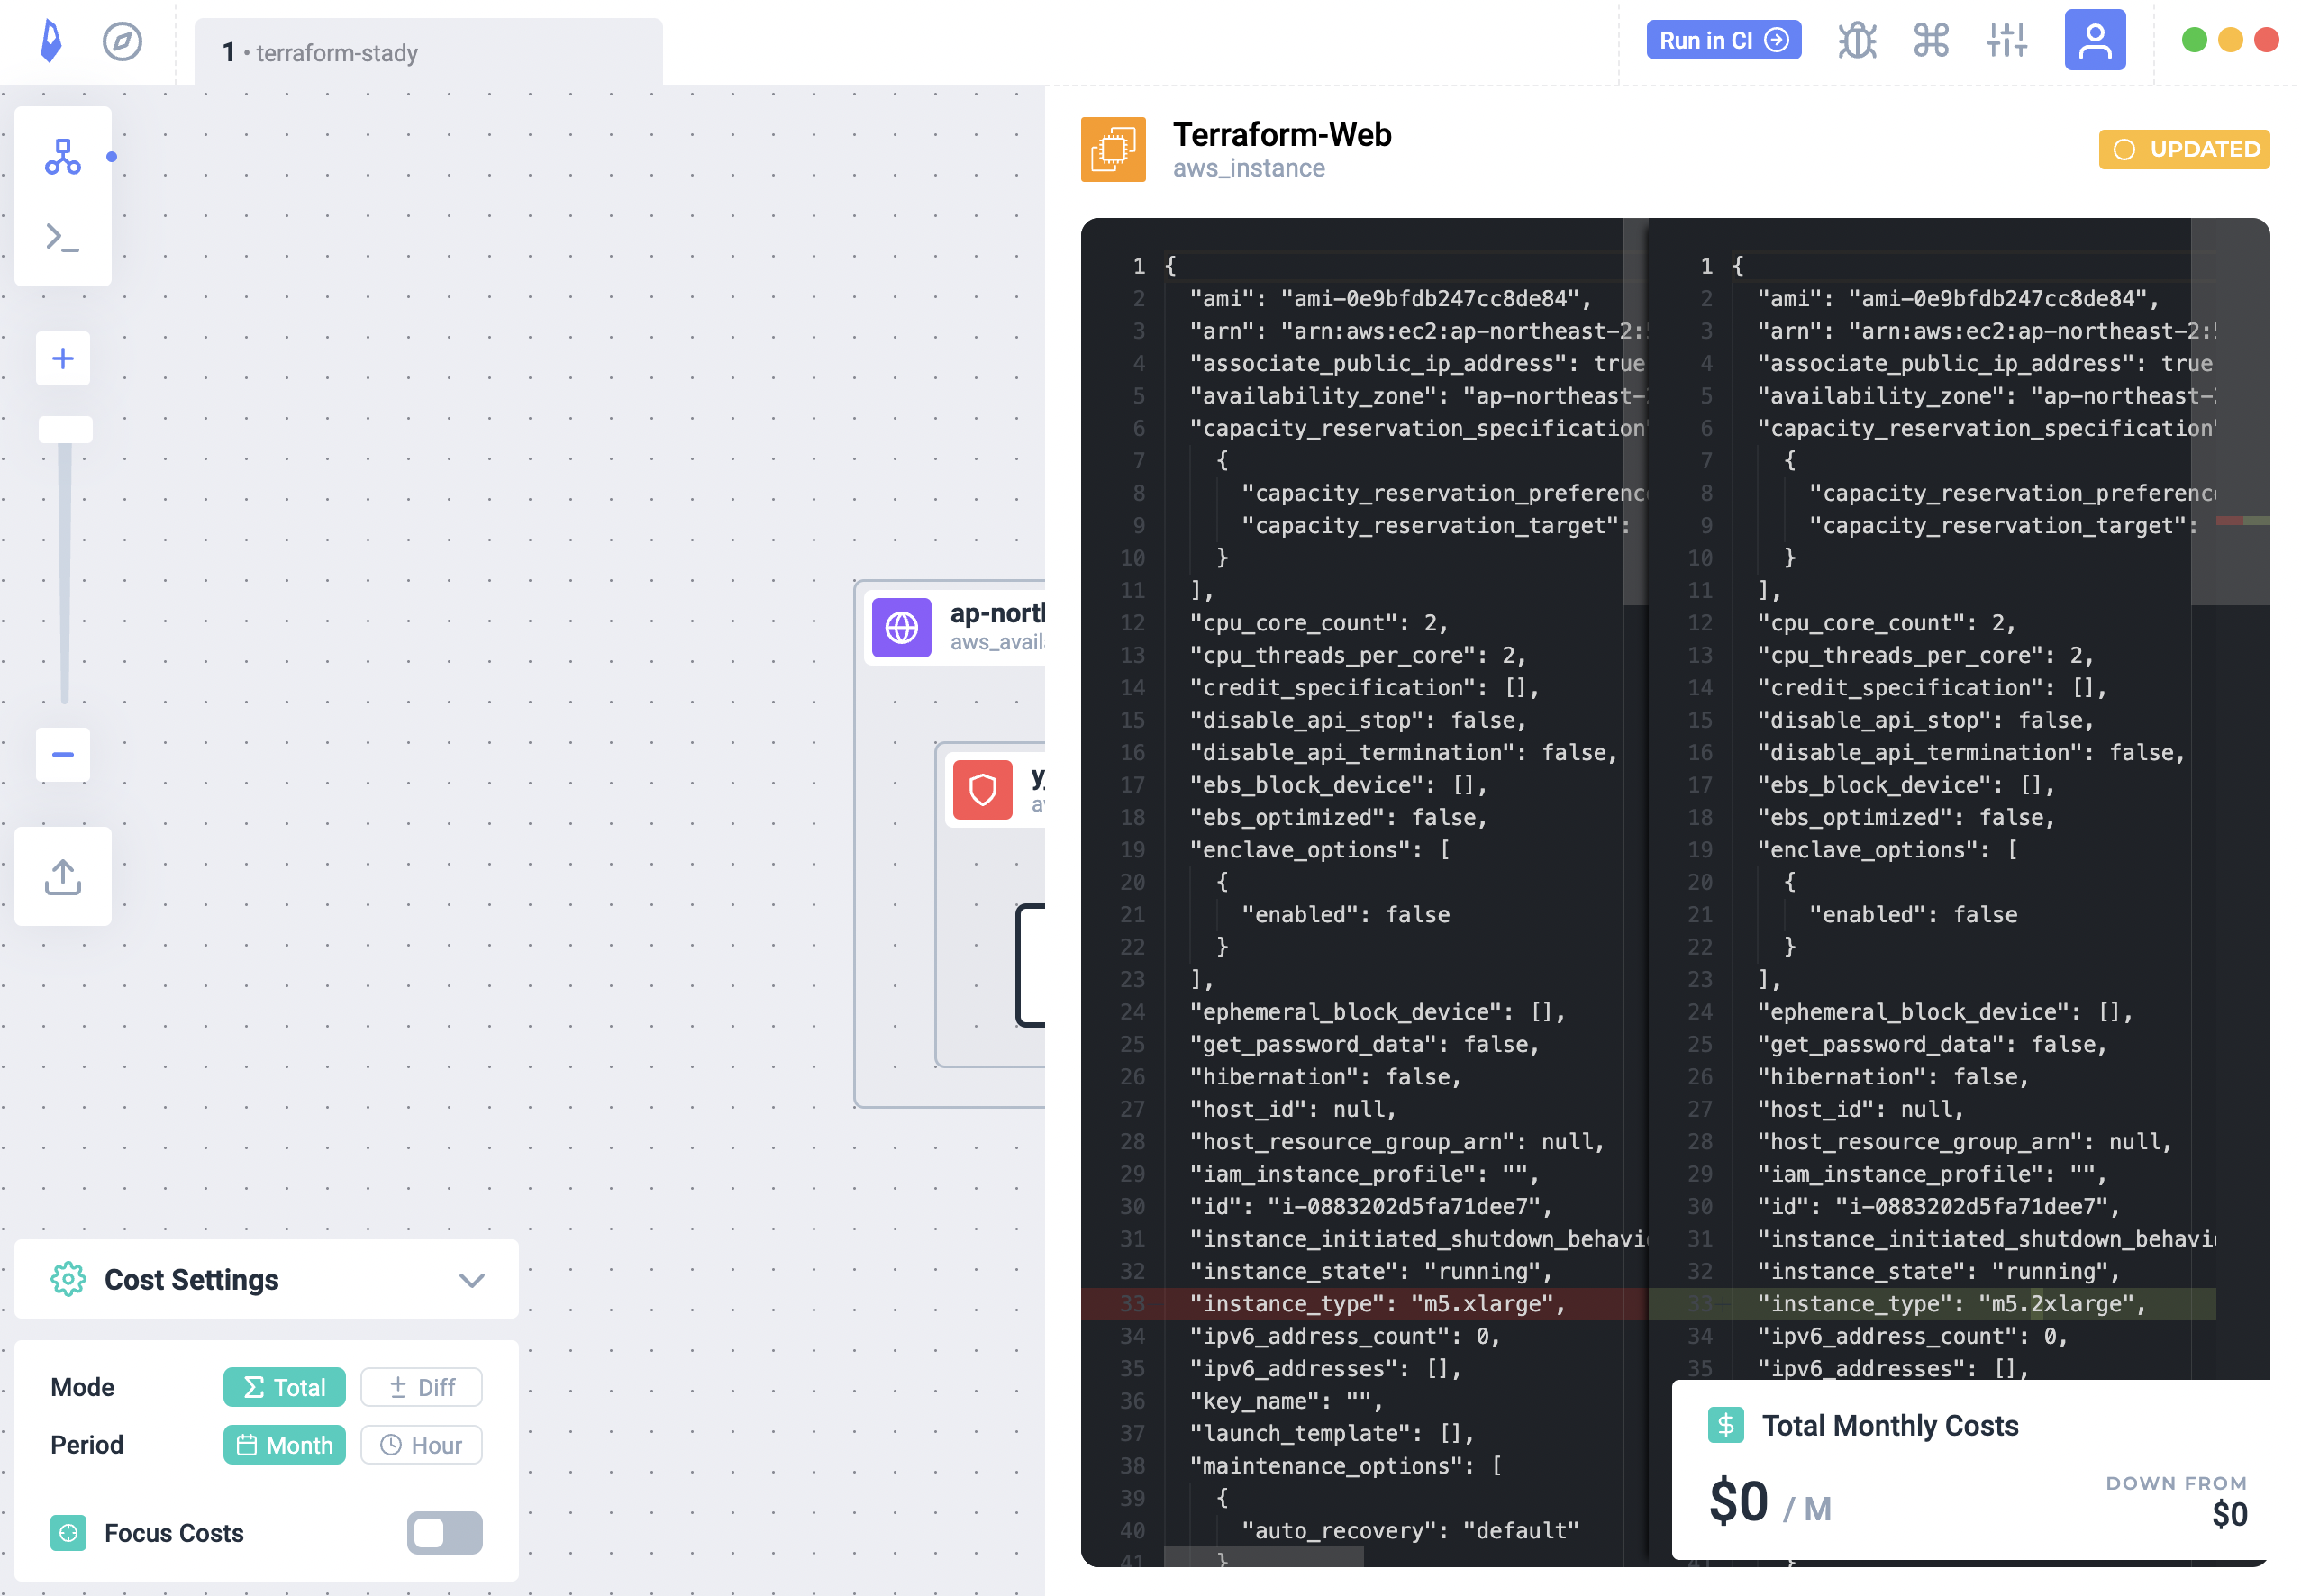 1 • terraform-stady
Run in CI
Terraform-Web
aws_instance
UPDATED
1 {
2 "ami": "ami-0e9bfdb247cc8de84",
3 "arn": "arn:aws:ec2:ap-northeast-2:
4 "associate_public_ip_address": true
5 "availability_zone": "ap-northeast-
6 "capacity_reservation_specification"
7 {
8 "capacity_reservation_preference
9 "capacity_reservation_target":
10 }
11 ],
12 "cpu_core_count": 2,
13 "cpu_threads_per_core": 2,
14 "credit_specification": [],
15 "disable_api_stop": false,
16 "disable_api_termination": false,
17 "ebs_block_device": [],
18 "ebs_optimized": false,
19 "enclave_options": [
20 {
21 "enabled": false
22 }
23 ],
24 "ephemeral_block_device": [],
25 "get_password_data": false,
26 "hibernation": false,
27 "host_id": null,
28 "host_resource_group_arn": null,
29 "iam_instance_profile": "",
30 "id": "i-0883202d5fa71dee7",
31 "instance_initiated_shutdown_behavi
32 "instance_state": "running",
33 "instance_type": "m5.xlarge",
34 "ipv6_address_count": 0,
35 "ipv6_addresses": [],
36 "key_name": "",
37 "launch_template": [],
38 "maintenance_options": [
39 {
40 "auto_recovery": "default"
41 }
1 {
2 "ami": "ami-0e9bfdb247cc8de84",
3 "arn": "arn:aws:ec2:ap-northeast-2:
4 "associate_public_ip_address": true
5 "availability_zone": "ap-northeast-
6 "capacity_reservation_specification"
7 {
8 "capacity_reservation_preference
9 "capacity_reservation_target":
10 }
11 ],
12 "cpu_core_count": 2,
13 "cpu_threads_per_core": 2,
14 "credit_specification": [],
15 "disable_api_stop": false,
16 "disable_api_termination": false,
17 "ebs_block_device": [],
18 "ebs_optimized": false,
19 "enclave_options": [
20 {
21 "enabled": false
22 }
23 ],
24 "ephemeral_block_device": [],
25 "get_password_data": false,
26 "hibernation": false,
27 "host_id": null,
28 "host_resource_group_arn": null,
29 "iam_instance_profile": "",
30 "id": "i-0883202d5fa71dee7",
31 "instance_initiated_shutdown_behavi
32 "instance_state": "running",
33+ "instance_type": "m5.2xlarge",
34 "ipv6_address_count": 0,
35 "ipv6_addresses": [],
41 }
ap-north
aws_avail
y
Cost Settings
Mode Σ Total ± Diff
Period Month Hour
Focus Costs
$ Total Monthly Costs
$0 / M
DOWN FROM
$0